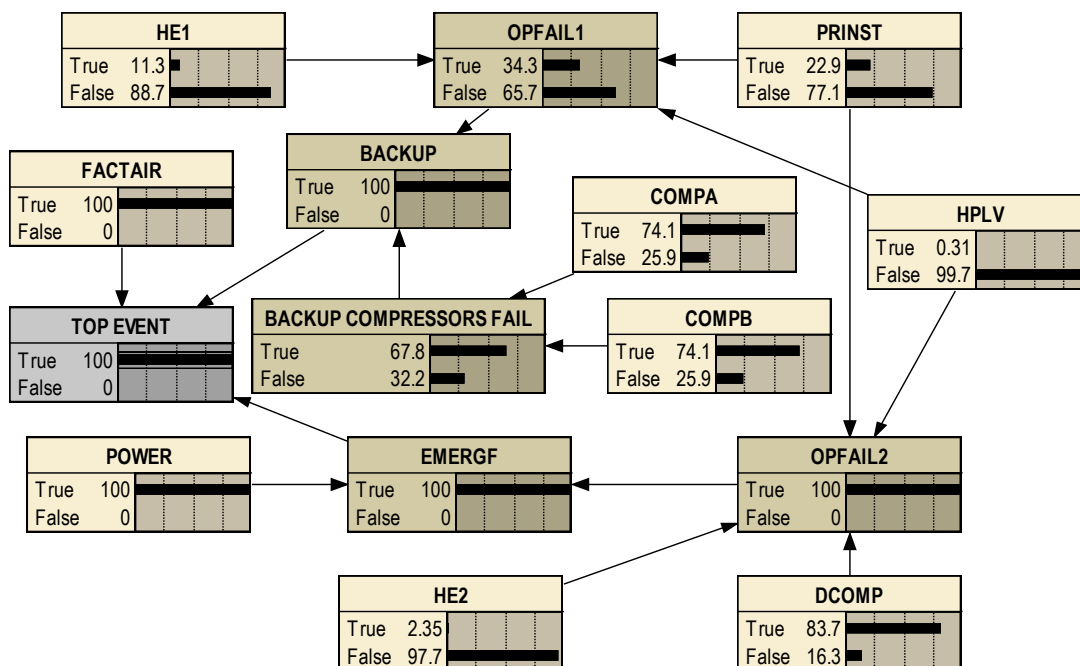 HE1
True 11.3
False 88.7
OPFAIL1
True 34.3
False 65.7
PRINST
True 22.9
False 77.1
FACTAIR
True 100
False 0
BACKUP
True 100
False 0
COMPA
True 74.1
False 25.9
HPLV
True 0.31
False 99.7
TOP EVENT
True 100
False 0
BACKUP COMPRESSORS FAIL
True 67.8
False 32.2
COMPB
True 74.1
False 25.9
POWER
True 100
False 0
EMERGF
True 100
False 0
OPFAIL2
True 100
False 0
HE2
True 2.35
False 97.7
DCOMP
True 83.7
False 16.3